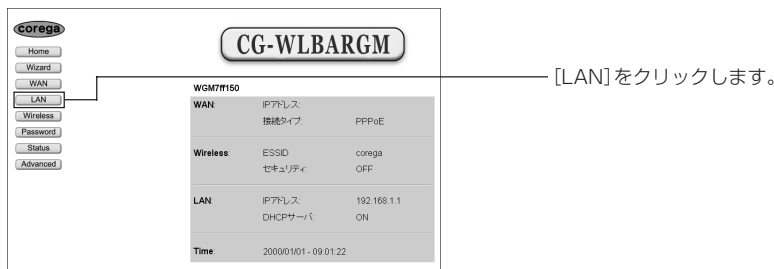 corega
Home
Wizard
WAN
LAN
Wireless
Password
Status
Advanced
CG-WLBARGM
WGM7ff150
WAN: IPアドレス:
接続タイプ: PPPoE
Wireless: ESSID corega
セキュリティ: OFF
LAN: IPアドレス: 192.168.1.1
DHCPサーバ: ON
Time: 2000/01/01 - 09:01:22
[LAN]をクリックします。